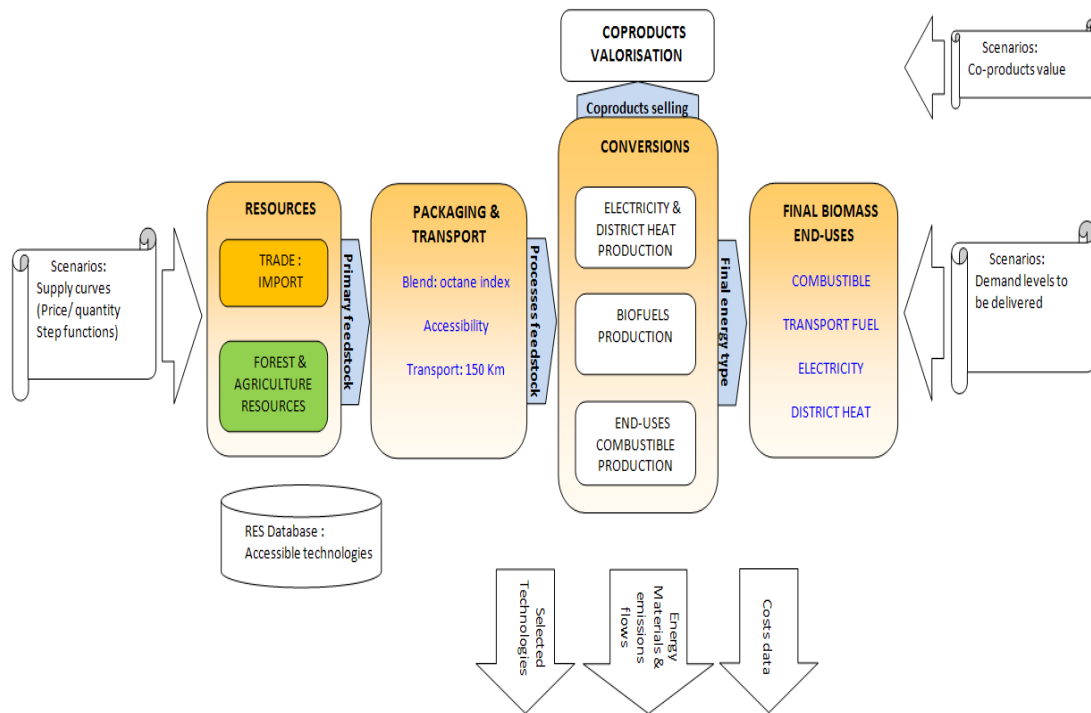 COPRODUCTS
VALORISATION
Scenarios:
Co-products value
Coproducts selling
Scenarios:
Supply curves
(Price/ quantity
Step functions)
RESOURCES
TRADE :
IMPORT
FOREST &
AGRICULTURE
RESOURCES
Primary feedstock
PACKAGING &
TRANSPORT
Blend: octane index
Accessibility
Transport: 150 Km
Processes feedstock
CONVERSIONS
ELECTRICITY &
DISTRICT HEAT
PRODUCTION
BIOFUELS
PRODUCTION
END-USES
COMBUSTIBLE
PRODUCTION
Final energy type
FINAL BIOMASS
END-USES
COMBUSTIBLE
TRANSPORT FUEL
ELECTRICITY
DISTRICT HEAT
Scenarios:
Demand levels to
be delivered
RES Database :
Accessible technologies
Selected
Technologies
Energy
Materials &
emissions
flows
Costs data